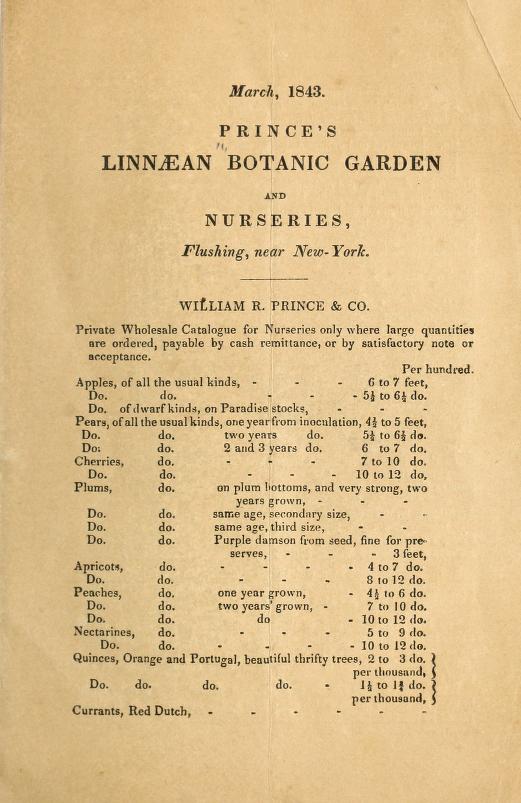 March, 1843.
PRINCE'S
LINNÆAN BOTANIC GARDEN
AND
NURSERIES,
Flushing, near New-York.
WILLIAM R. PRINCE & CO.
Private Wholesale Catalogue for Nurseries only where large quantities
are ordered, payable by cash remittance, or by satisfactory note or
acceptance.
Per hundred.
Apples, of all the usual kinds, - - - 6 to 7 feet,
Do. do. - - - 5½ to 6½ do.
Do. of dwarf kinds, on Paradise stocks, - - -
Pears, of all the usual kinds, one year from inoculation, 4½ to 5 feet,
Do. do. two years do. 5½ to 6½ do.
Do. do. 2 and 3 years do. 6 to 7 do.
Cherries, do. - - - 7 to 10 do.
Do. do. - - - - 10 to 12 do,
Plums, do. on plum bottoms, and very strong, two
years grown, - - - -
Do. do. same age, secondary size, - - -
Do. do. same age, third size, - - -
Do. do. Purple damson from seed, fine for pre-
serves, - - - 3 feet,
Apricots, do. - - - - 4 to 7 do.
Do. do. - - - 8 to 12 do.
Peaches, do. one year grown, - - 4½ to 6 do.
Do. do. two years' grown, - 7 to 10 do.
Do. do. do - - 10 to 12 do.
Nectarines, do. - - - 5 to 9 do.
Do. do. - - - - 10 to 12 do.
Quinces, Orange and Portugal, beautiful thrifty trees, 2 to 3 do.
per thousand,
Do. do. do. do. - 1½ to 1¾ do.
per thousand,
Currants, Red Dutch, - - - - - -